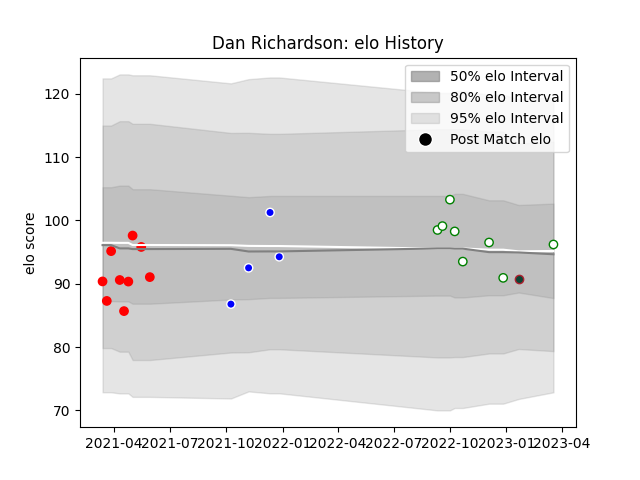 Dan Richardson: elo History
50% elo Interval
80% elo Interval
95% elo Interval
Post Match elo
elo score
120
110
100
90
80
70
2021-04 2021-07 2021-10 2022-01 2022-04 2022-07 2022-10 2023-01 2023-04